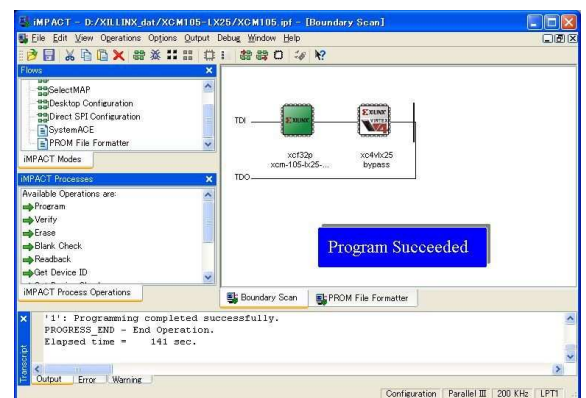 iMPACT - D:/XILLINX_dat/XCM105-LX25/XCM105.ipf - [Boundary Scan]
File Edit View Operations Options Output Debug Window Help
Flows
SelectMAP
Desktop Configuration
Direct SPI Configuration
SystemACE
PROM File Formatter
iMPACT Modes
iMPACT Processes
Available Operations are:
Program
Verify
Erase
Blank Check
Readback
Get Device ID
iMPACT Process Operations
TDI
XILINX
XILINX
xcf32p
xcm-105-lx25-...
xc4vlx25
bypass
TDO
Program Succeeded
Boundary Scan
PROM File Formatter
'1': Programming completed successfully.
PROGRESS_END - End Operation.
Elapsed time = 141 sec.
Transcript
Output Error Warning
Configuration Parallel III 200 KHz LPT1